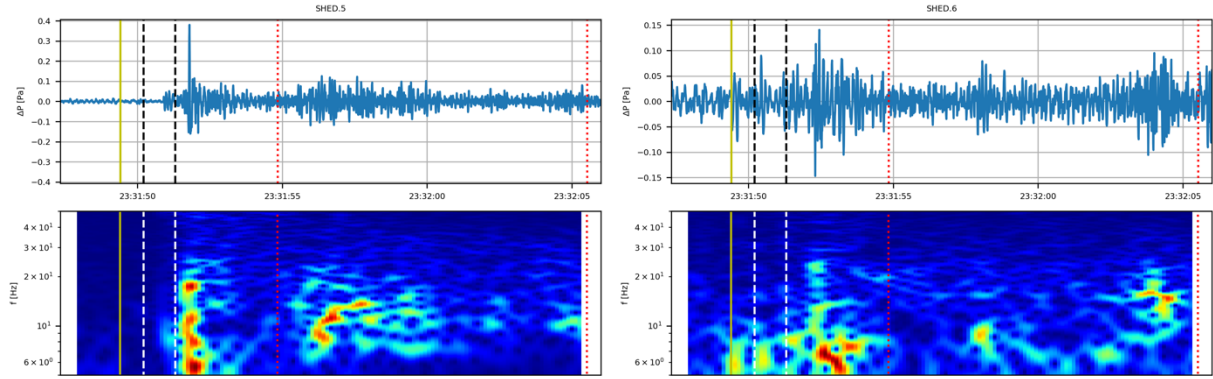 SHED.5
0.4
0.3
0.2
0.1
0.0
−0.1
−0.2
−0.3
−0.4
ΔP [Pa]
23:31:50 23:31:55 23:32:00 23:32:05
4 × 10¹
3 × 10¹
2 × 10¹
10¹
6 × 10⁰
f [Hz]
SHED.6
0.15
0.10
0.05
0.00
−0.05
−0.10
−0.15
ΔP [Pa]
23:31:50 23:31:55 23:32:00 23:32:05
4 × 10¹
3 × 10¹
2 × 10¹
10¹
6 × 10⁰
f [Hz]